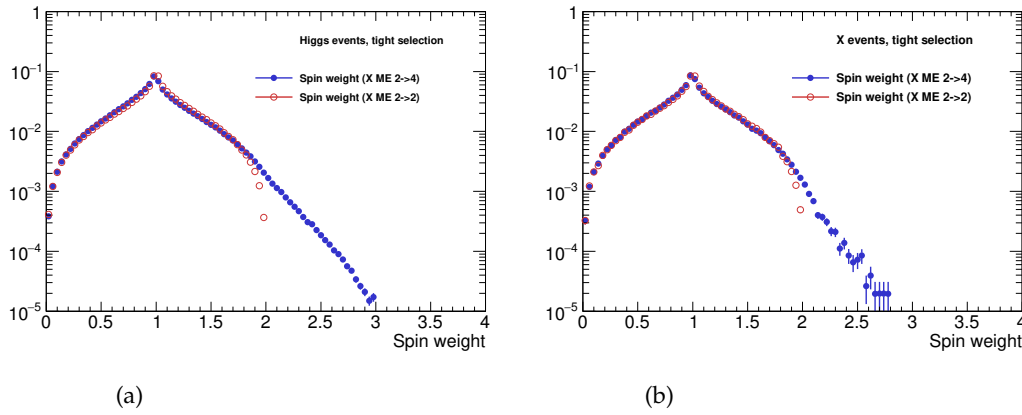 1
10⁻¹
10⁻²
10⁻³
10⁻⁴
10⁻⁵
Higgs events, tight selection
Spin weight (X ME 2->4)
Spin weight (X ME 2->2)
0 0.5 1 1.5 2 2.5 3 3.5 4
Spin weight
(a)
1
10⁻¹
10⁻²
10⁻³
10⁻⁴
10⁻⁵
X events, tight selection
Spin weight (X ME 2->4)
Spin weight (X ME 2->2)
0 0.5 1 1.5 2 2.5 3 3.5 4
Spin weight
(b)